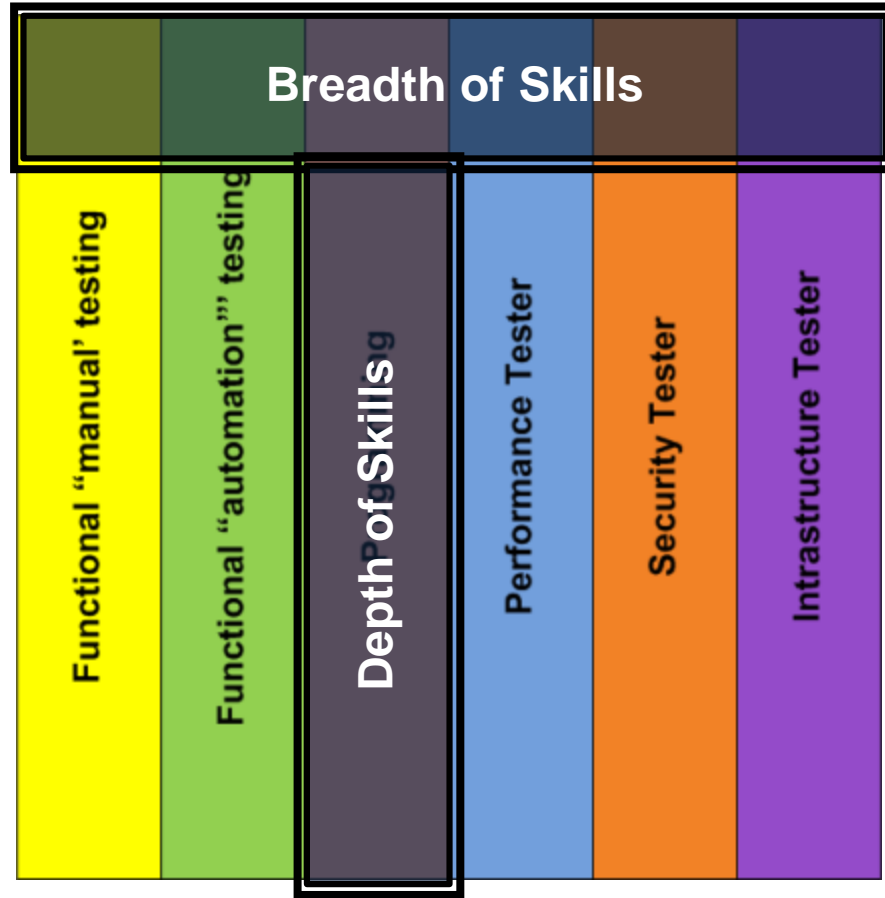 Breadth of Skills
Functional “manual’ testing
Functional “automation”’ testing
Depth of Skills
Performance Tester
Security Tester
Intrastructure Tester